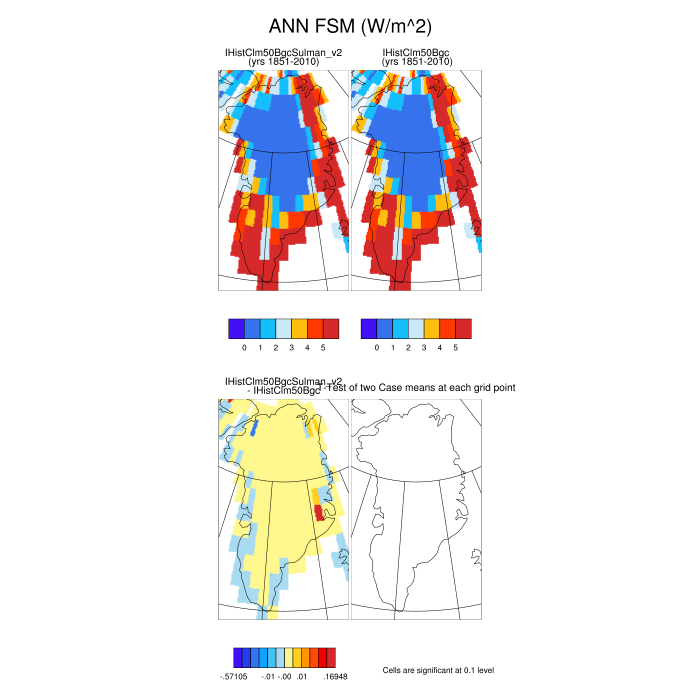 ANN FSM (W/m^2)
IHistClm50BgcSulman_v2
(yrs 1851-2010)
IHistClm50Bgc
(yrs 1851-2010)
0 1 2 3 4 5
0 1 2 3 4 5
IHistClm50BgcSulman_v2
- IHistClm50Bgc
T-Test of two Case means at each grid point
-.57105 -.01 -.00 .01 .16948
Cells are significant at 0.1 level